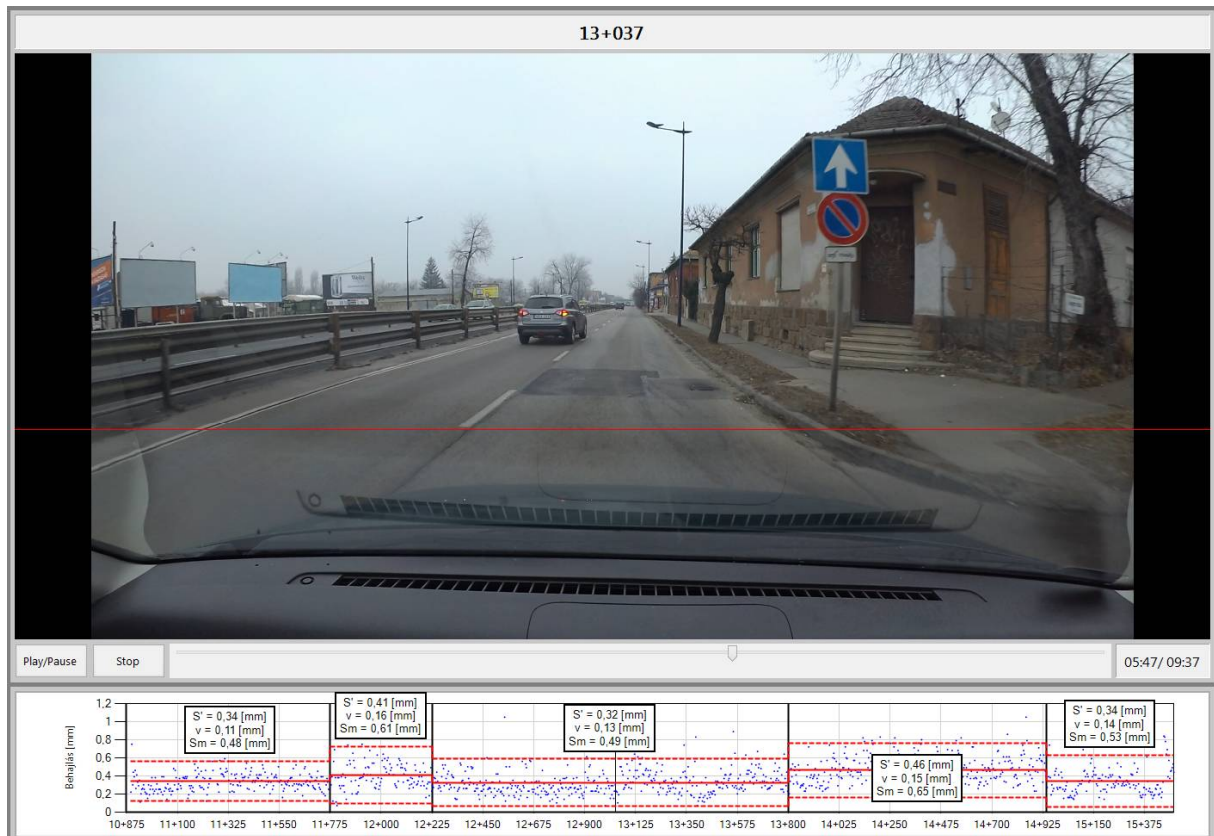 13+037
Play/Pause
Stop
05:47/ 09:37
Behajlás [mm]
1,2
1
0,8
0,6
0,4
0,2
0
S' = 0,34 [mm]
v = 0,11 [mm]
Sm = 0,48 [mm]
S' = 0,41 [mm]
v = 0,16 [mm]
Sm = 0,61 [mm]
S' = 0,32 [mm]
v = 0,13 [mm]
Sm = 0,49 [mm]
S' = 0,46 [mm]
v = 0,15 [mm]
Sm = 0,65 [mm]
S' = 0,34 [mm]
v = 0,14 [mm]
Sm = 0,53 [mm]
10+875 11+100 11+325 11+550 11+775 12+000 12+225 12+450 12+675 12+900 13+125 13+350 13+575 13+800 14+025 14+250 14+475 14+700 14+925 15+150 15+375